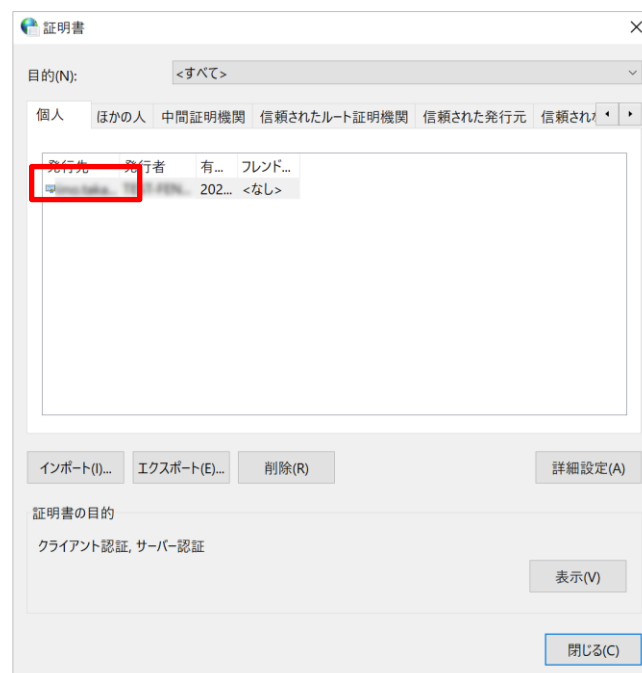 証明書
目的(N): <すべて>
個人 ほかの人 中間証明機関 信頼されたルート証明機関 信頼された発行元 信頼され
発行先 発行者 有... フレンド...
202... <なし>
インポート(I)... エクスポート(E)... 削除(R) 詳細設定(A)
証明書の目的
クライアント認証, サーバー認証
表示(V)
閉じる(C)